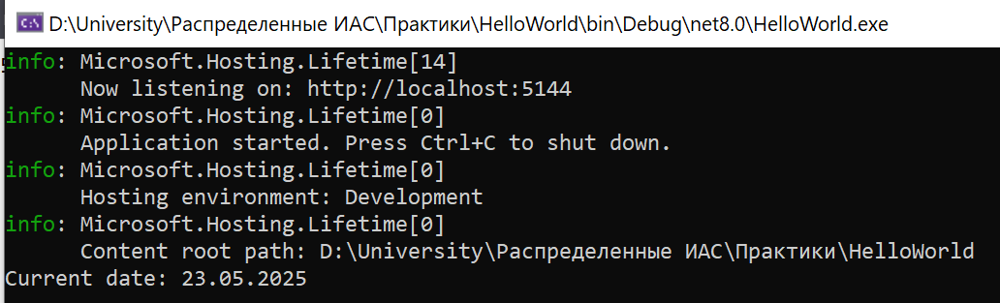 D:\University\Распределенные ИАС\Практики\HelloWorld\bin\Debug\net8.0\HelloWorld.exe
info: Microsoft.Hosting.Lifetime[14]
      Now listening on: http://localhost:5144
info: Microsoft.Hosting.Lifetime[0]
      Application started. Press Ctrl+C to shut down.
info: Microsoft.Hosting.Lifetime[0]
      Hosting environment: Development
info: Microsoft.Hosting.Lifetime[0]
      Content root path: D:\University\Распределенные ИАС\Практики\HelloWorld
Current date: 23.05.2025